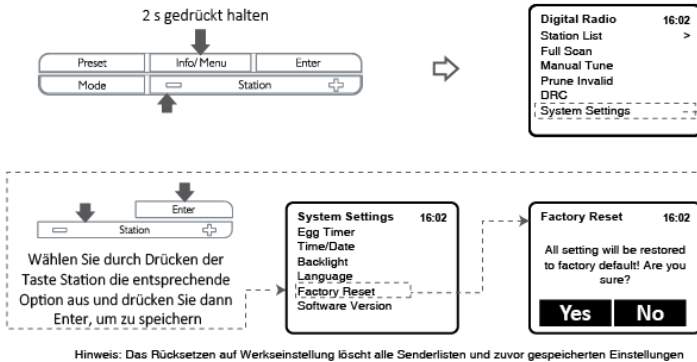 2 s gedrückt halten
Preset Info/ Menu Enter
Mode Station
Digital Radio 16:02
Station List >
Full Scan
Manual Tune
Prune Invalid
DRC
System Settings
Enter
Station
Wählen Sie durch Drücken der
Taste Station die entsprechende
Option aus und drücken Sie dann
Enter, um zu speichern
System Settings 16:02
Egg Timer
Time/Date
Backlight
Language
Factory Reset
Software Version
Factory Reset 16:02
All setting will be restored
to factory default! Are you
sure?
Yes No
Hinweis: Das Rücksetzen auf Werkseinstellung löscht alle Senderlisten und zuvor gespeicherten Einstellungen